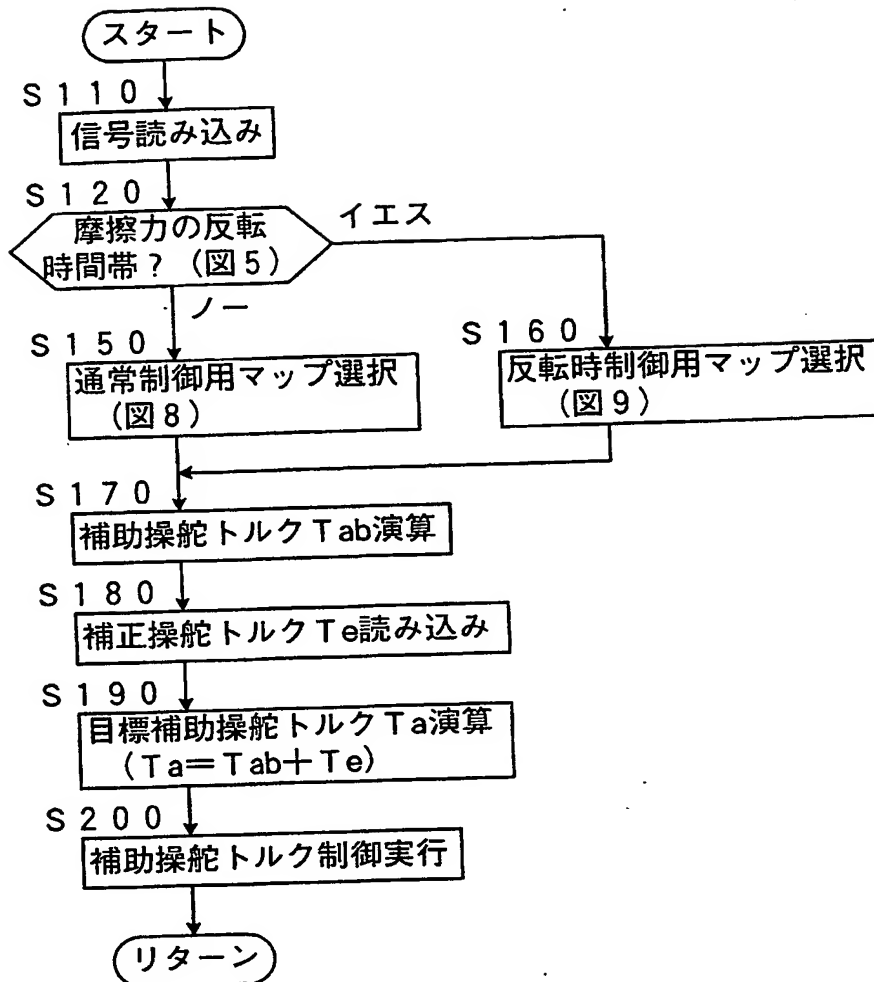 スタート
S110
信号読み込み
S120
摩擦力の反転
時間帯？（図5）
イエス
ノー
S150
通常制御用マップ選択
（図8）
S160
反転時制御用マップ選択
（図9）
S170
補助操舵トルクTab演算
S180
補正操舵トルクTe読み込み
S190
目標補助操舵トルクTa演算
（Ta＝Tab＋Te）
S200
補助操舵トルク制御実行
リターン